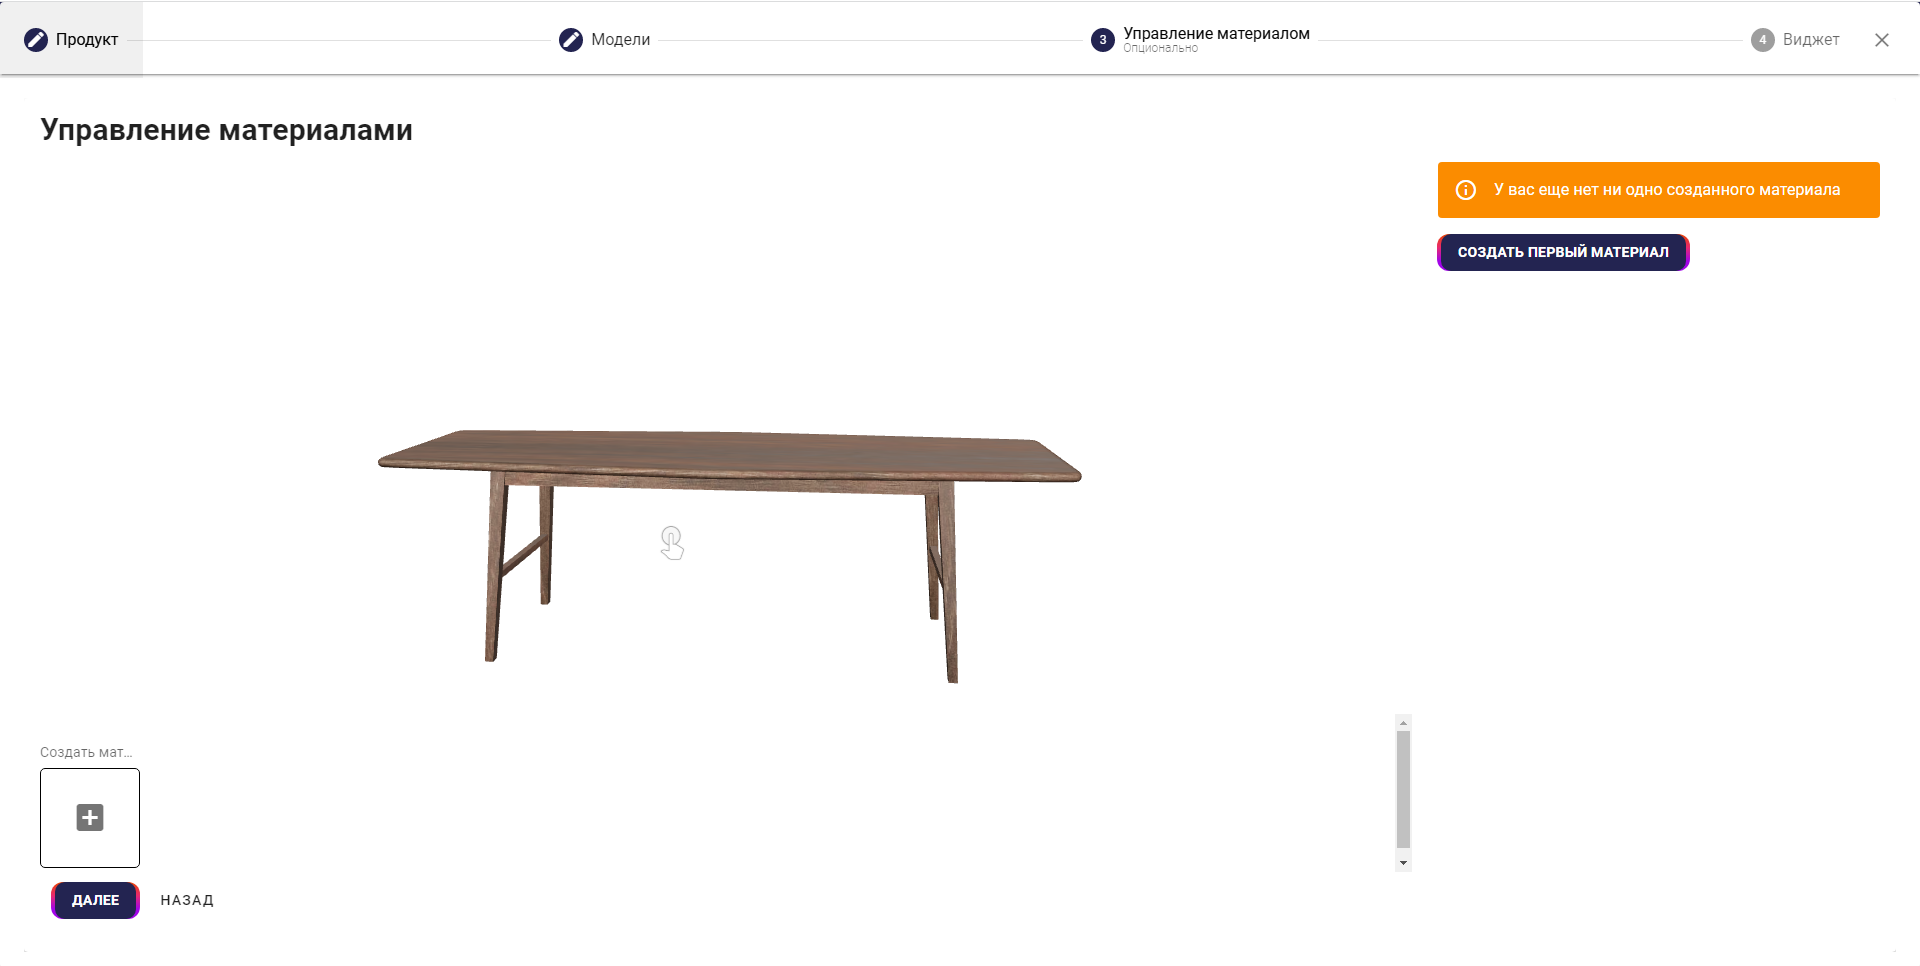 Продукт
Модели
3
Управление материалом
Опционально
4
Виджет
Управление материалами
У вас еще нет ни одно созданного материала
СОЗДАТЬ ПЕРВЫЙ МАТЕРИАЛ
Создать мат...
ДАЛЕЕ
НАЗАД